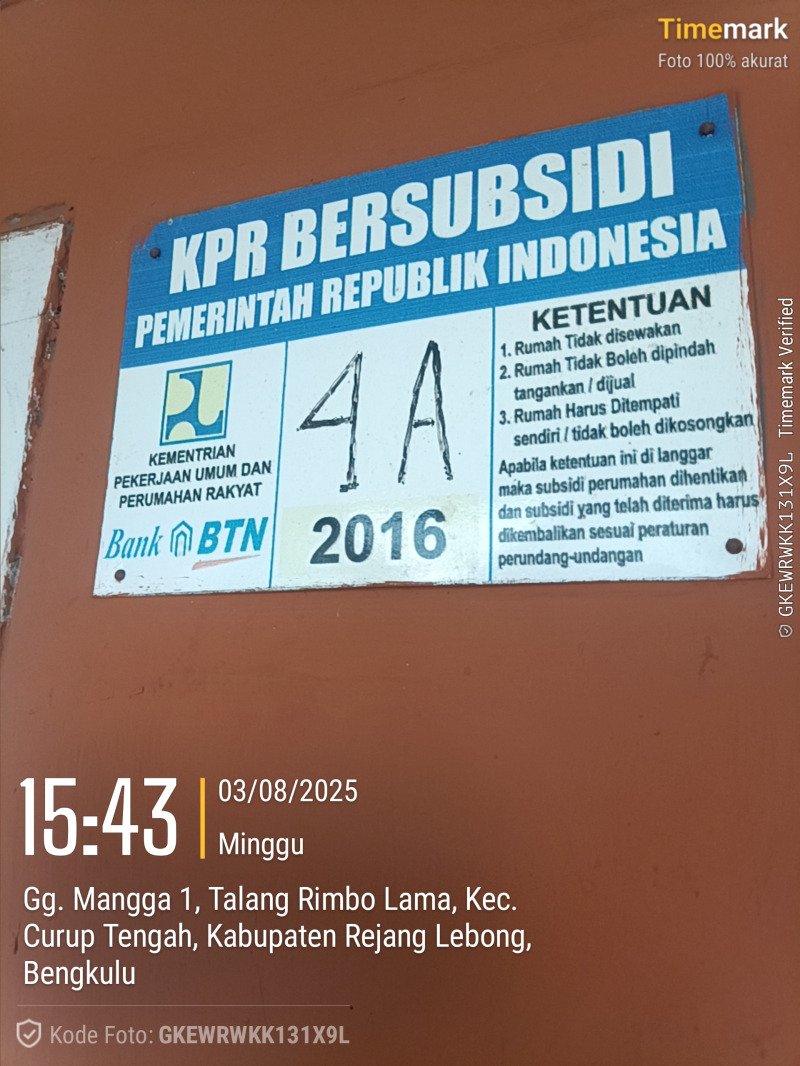 Timemark
Foto 100% akurat
KPR BERSUBSIDI
PEMERINTAH REPUBLIK INDONESIA
KEMENTRIAN
PEKERJAAN UMUM DAN
PERUMAHAN RAKYAT
Bank BTN
4 A
2016
KETENTUAN
1. Rumah Tidak disewakan
2. Rumah Tidak Boleh dipindah
tangankan / dijual
3. Rumah Harus Ditempati
sendiri / tidak boleh dikosongkan
Apabila ketentuan ini di langgar
maka subsidi perumahan dihentikan
dan subsidi yang telah diterima harus
dikembalikan sesuai peraturan
perundang-undangan
GKEWRWKK131X9L Timemark Verified
15:43
03/08/2025
Minggu
Gg. Mangga 1, Talang Rimbo Lama, Kec.
Curup Tengah, Kabupaten Rejang Lebong,
Bengkulu
Kode Foto: GKEWRWKK131X9L